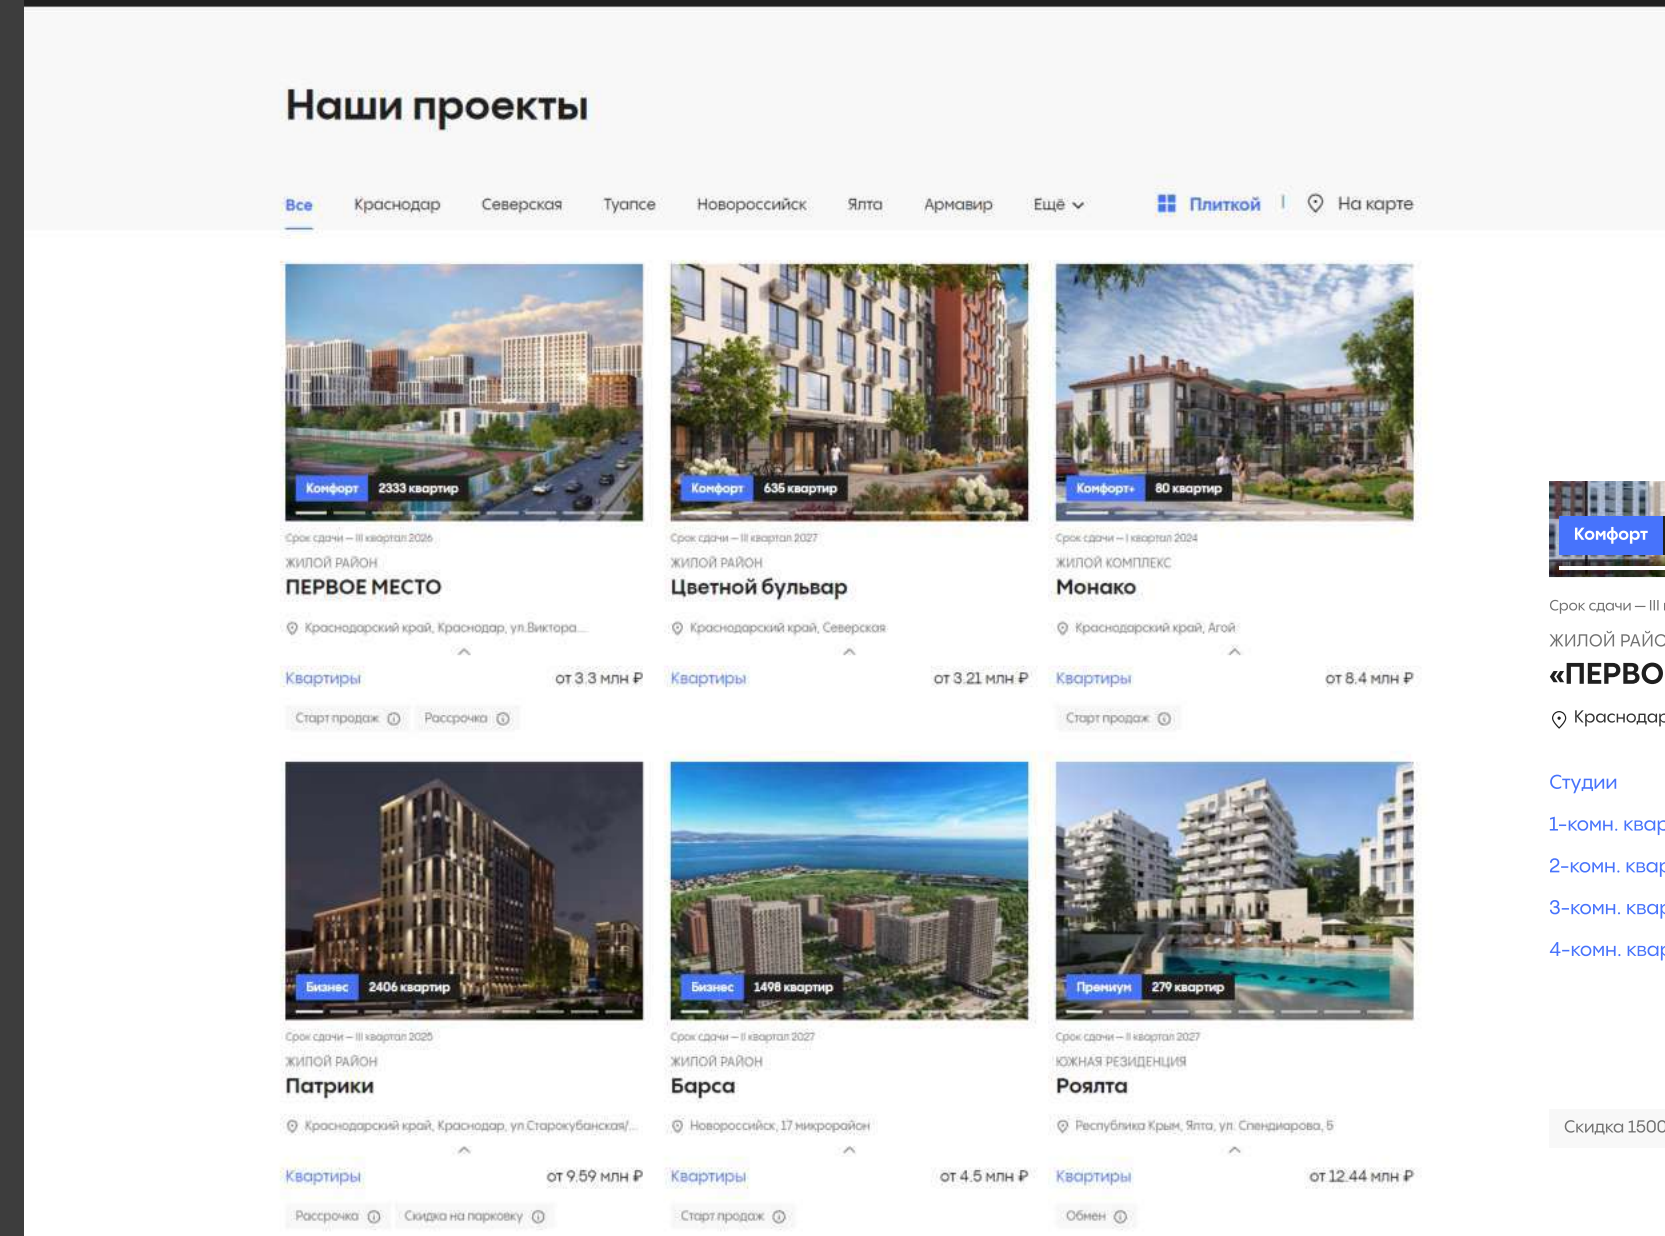 Наши проекты
Все Краснодар Северская Туапсе Новороссийск Ялта Армавир Ещё Плиткой На карте
Комфорт 2333 квартир
Срок сдачи — III квартал 2026
ЖИЛОЙ РАЙОН
ПЕРВОЕ МЕСТО
Краснодарский край, Краснодар, ул.Виктора...
Квартиры от 3.3 млн ₽
Старт продаж Рассрочка
Комфорт 635 квартир
Срок сдачи — III квартал 2027
ЖИЛОЙ РАЙОН
Цветной бульвар
Краснодарский край, Северская
Квартиры от 3.21 млн ₽
Комфорт+ 80 квартир
Срок сдачи — I квартал 2024
ЖИЛОЙ КОМПЛЕКС
Монако
Краснодарский край, Агой
Квартиры от 8.4 млн ₽
Старт продаж
Бизнес 2406 квартир
Срок сдачи — III квартал 2025
ЖИЛОЙ РАЙОН
Патрики
Краснодарский край, Краснодар, ул.Старокубанская/...
Квартиры от 9.59 млн ₽
Рассрочка Скидка на парковку
Бизнес 1498 квартир
Срок сдачи — II квартал 2027
ЖИЛОЙ РАЙОН
Барса
Новороссийск, 17 микрорайон
Квартиры от 4.5 млн ₽
Старт продаж
Премиум 279 квартир
Срок сдачи — II квартал 2027
ЮЖНАЯ РЕЗИДЕНЦИЯ
Роялта
Республика Крым, Ялта, ул. Спендиарова, 5
Квартиры от 12.44 млн ₽
Обмен
Комфорт
Срок сдачи — III
ЖИЛОЙ РАЙО
«ПЕРВО
Краснодар
Студии
1-комн. квар
2-комн. квар
3-комн. квар
4-комн. квар
Скидка 1500